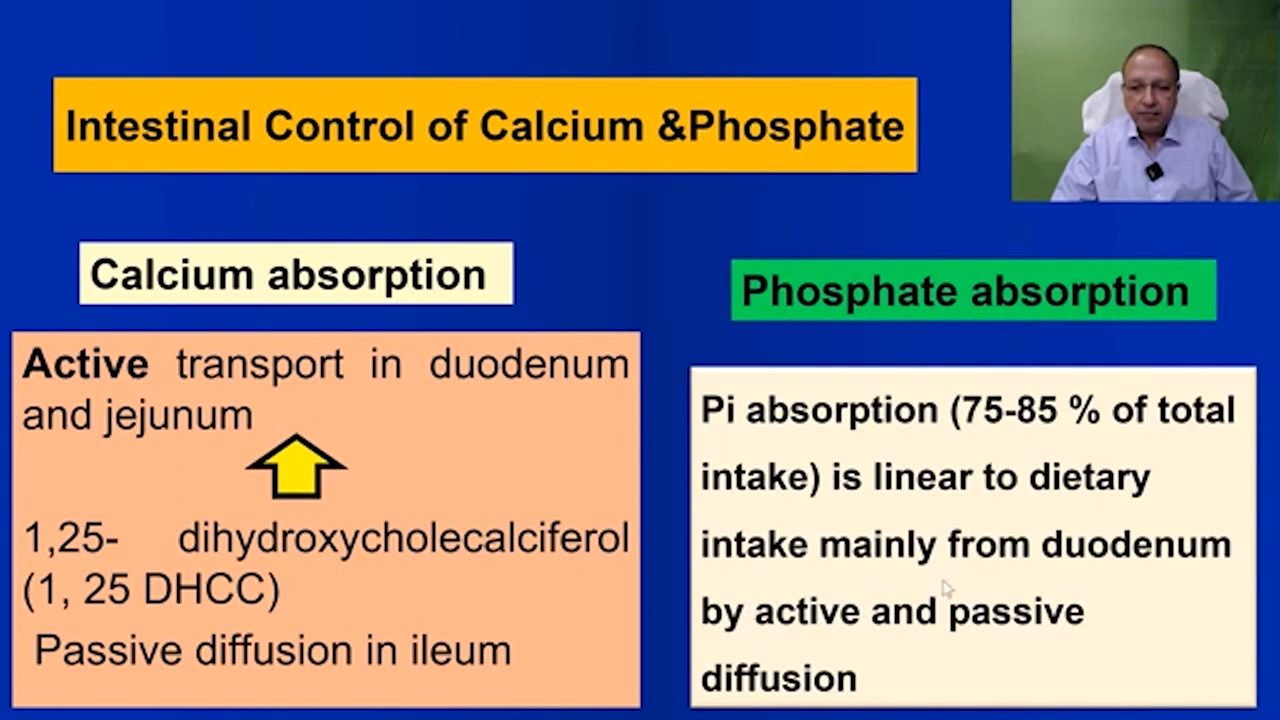 Intestinal Control of Calcium &Phosphate
Calcium absorption
Active transport in duodenum
and jejunum
1,25- dihydroxycholecalciferol
(1, 25 DHCC)
Passive diffusion in ileum
Phosphate absorption
Pi absorption (75-85 % of total
intake) is linear to dietary
intake mainly from duodenum
by active and passive
diffusion